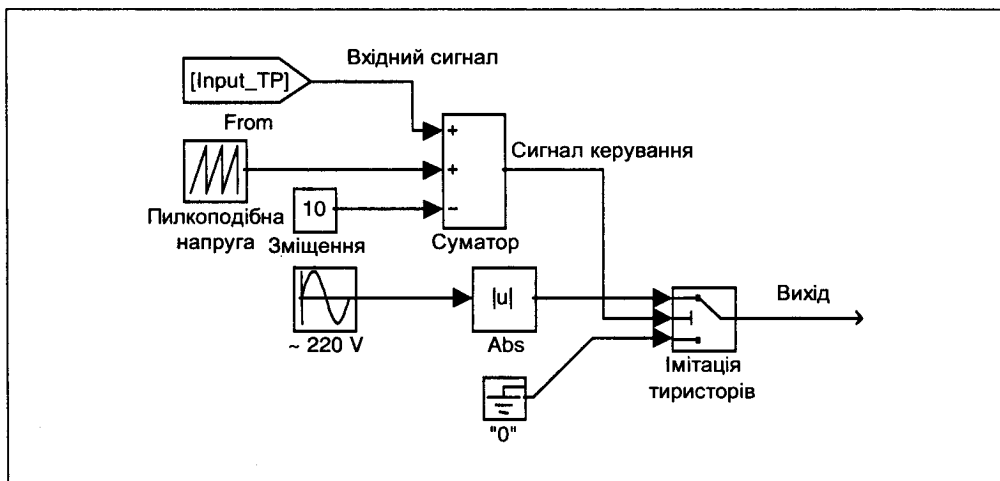 Вхідний сигнал
[Input_TP]
From
+
Сигнал керування
+
10
−
Пилкоподібна
напруга
Зміщення
Суматор
|u|
Вихід
~ 220 V
Abs
Імітація
тиристорів
"0"